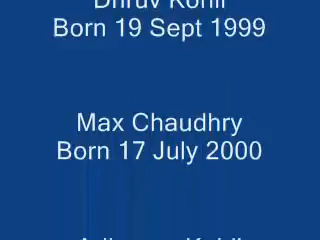 Dhruv Kohli
Born 19 Sept 1999
Max Chaudhry
Born 17 July 2000